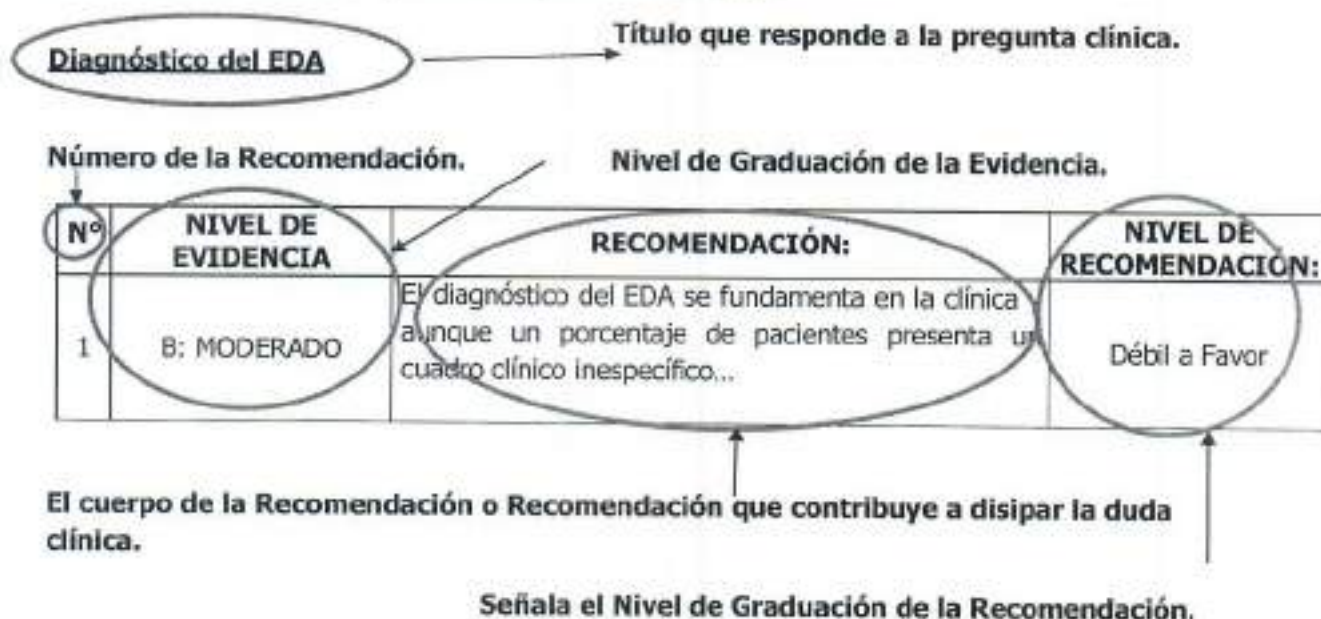 Diagnóstico del EDA
Título que responde a la pregunta clínica.
Número de la Recomendación.
Nivel de Graduación de la Evidencia.
N°
NIVEL DE
EVIDENCIA
RECOMENDACIÓN:
NIVEL DE
RECOMENDACIÓN:
1
B: MODERADO
El diagnóstico del EDA se fundamenta en la clínica
aunque un porcentaje de pacientes presenta un
cuadro clínico inespecífico...
Débil a Favor
El cuerpo de la Recomendación o Recomendación que contribuye a disipar la duda
clínica.
Señala el Nivel de Graduación de la Recomendación.